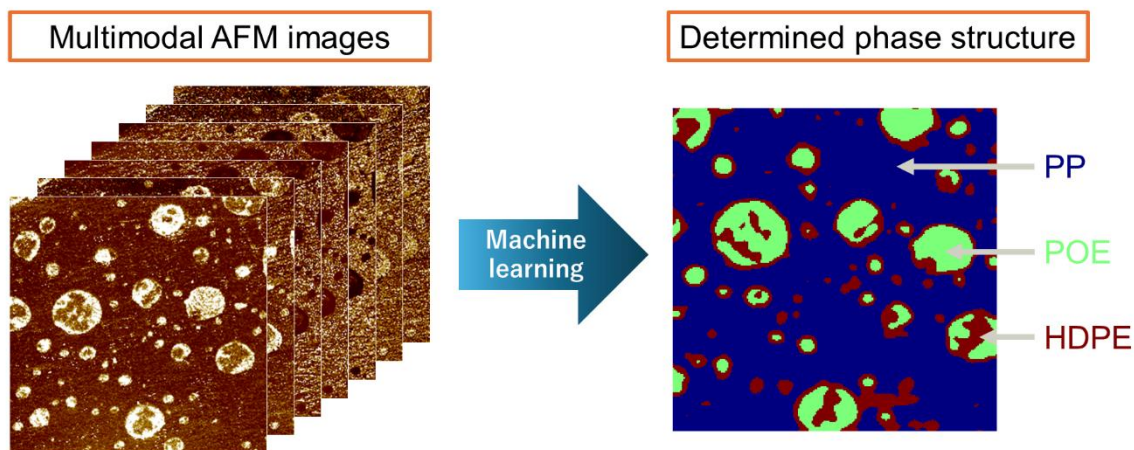 Multimodal AFM images
Determined phase structure
Machine
learning
PP
POE
HDPE